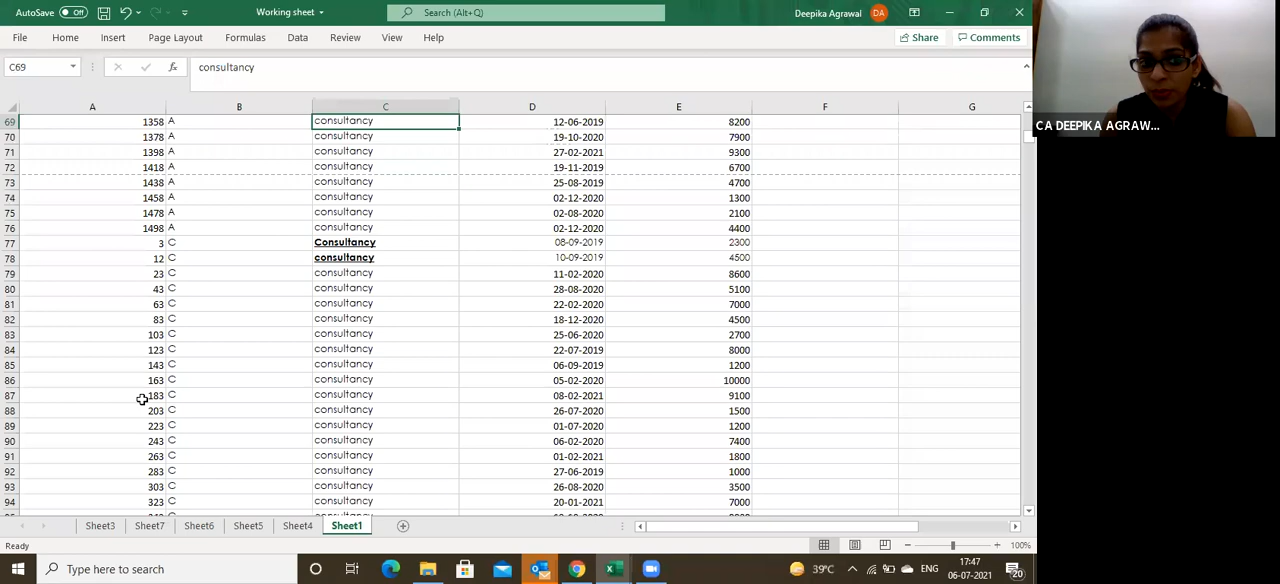 AutoSave Off Working sheet Search (Alt+Q) Deepika Agrawal DA
File Home Insert Page Layout Formulas Data Review View Help Share Comments
C69 fx consultancy
A B C D E F G
69 1358 A consultancy 12-06-2019 8200
70 1378 A consultancy 19-10-2020 7900
71 1398 A consultancy 27-02-2021 9300
72 1418 A consultancy 19-11-2019 6700
73 1438 A consultancy 25-08-2019 4700
74 1458 A consultancy 02-12-2020 1300
75 1478 A consultancy 02-08-2020 2100
76 1498 A consultancy 02-12-2020 4400
77 3 C Consultancy 08-09-2019 2300
78 12 C consultancy 10-09-2019 4500
79 23 C consultancy 11-02-2020 8600
80 43 C consultancy 28-08-2020 5100
81 63 C consultancy 22-02-2020 7000
82 83 C consultancy 18-12-2020 4500
83 103 C consultancy 25-06-2020 2700
84 123 C consultancy 22-07-2019 8000
85 143 C consultancy 06-09-2019 1200
86 163 C consultancy 05-02-2020 10000
87 183 C consultancy 08-02-2021 9100
88 203 C consultancy 26-07-2020 1500
89 223 C consultancy 01-07-2020 1200
90 243 C consultancy 06-02-2020 7400
91 263 C consultancy 01-02-2021 1800
92 283 C consultancy 27-06-2019 1000
93 303 C consultancy 26-08-2020 3500
94 323 C consultancy 20-01-2021 7000
Sheet3 Sheet7 Sheet6 Sheet5 Sheet4 Sheet1
Ready 100%
Type here to search 39°C ENG 17:47 06-07-2021 20
CA DEEPIKA AGRAW...